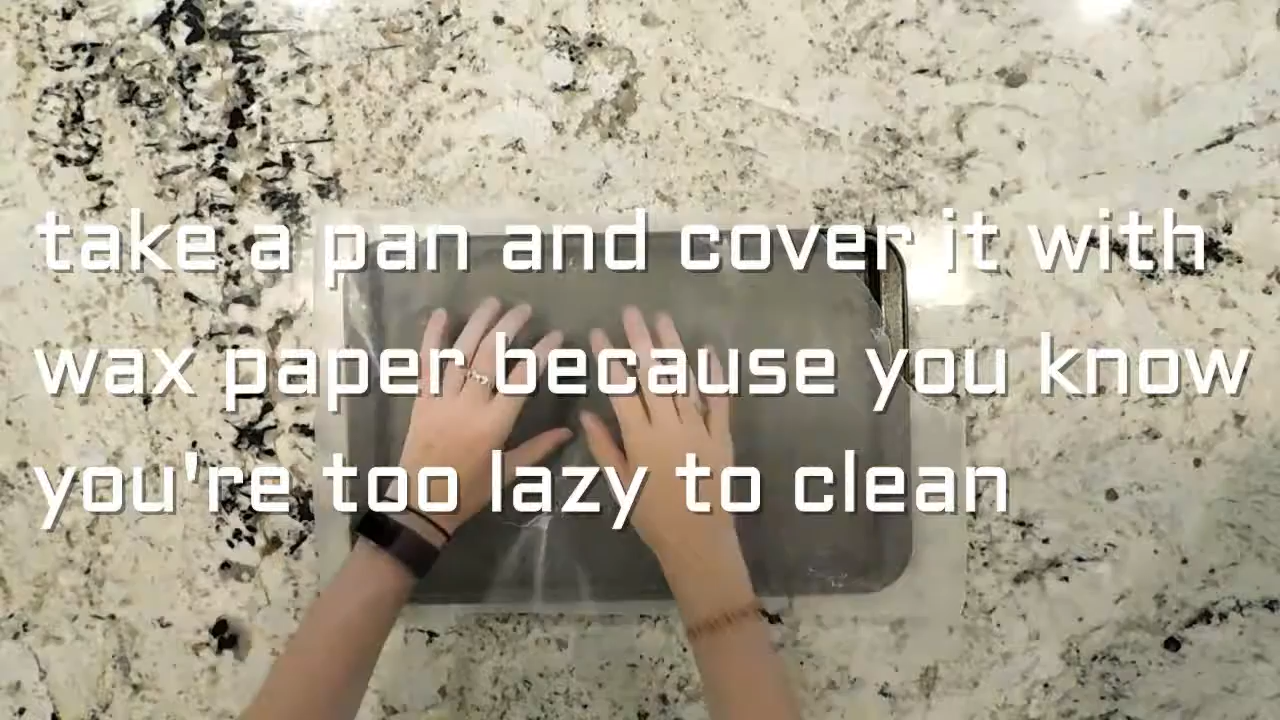 take a pan and cover it with
wax paper because you know
you're too lazy to clean